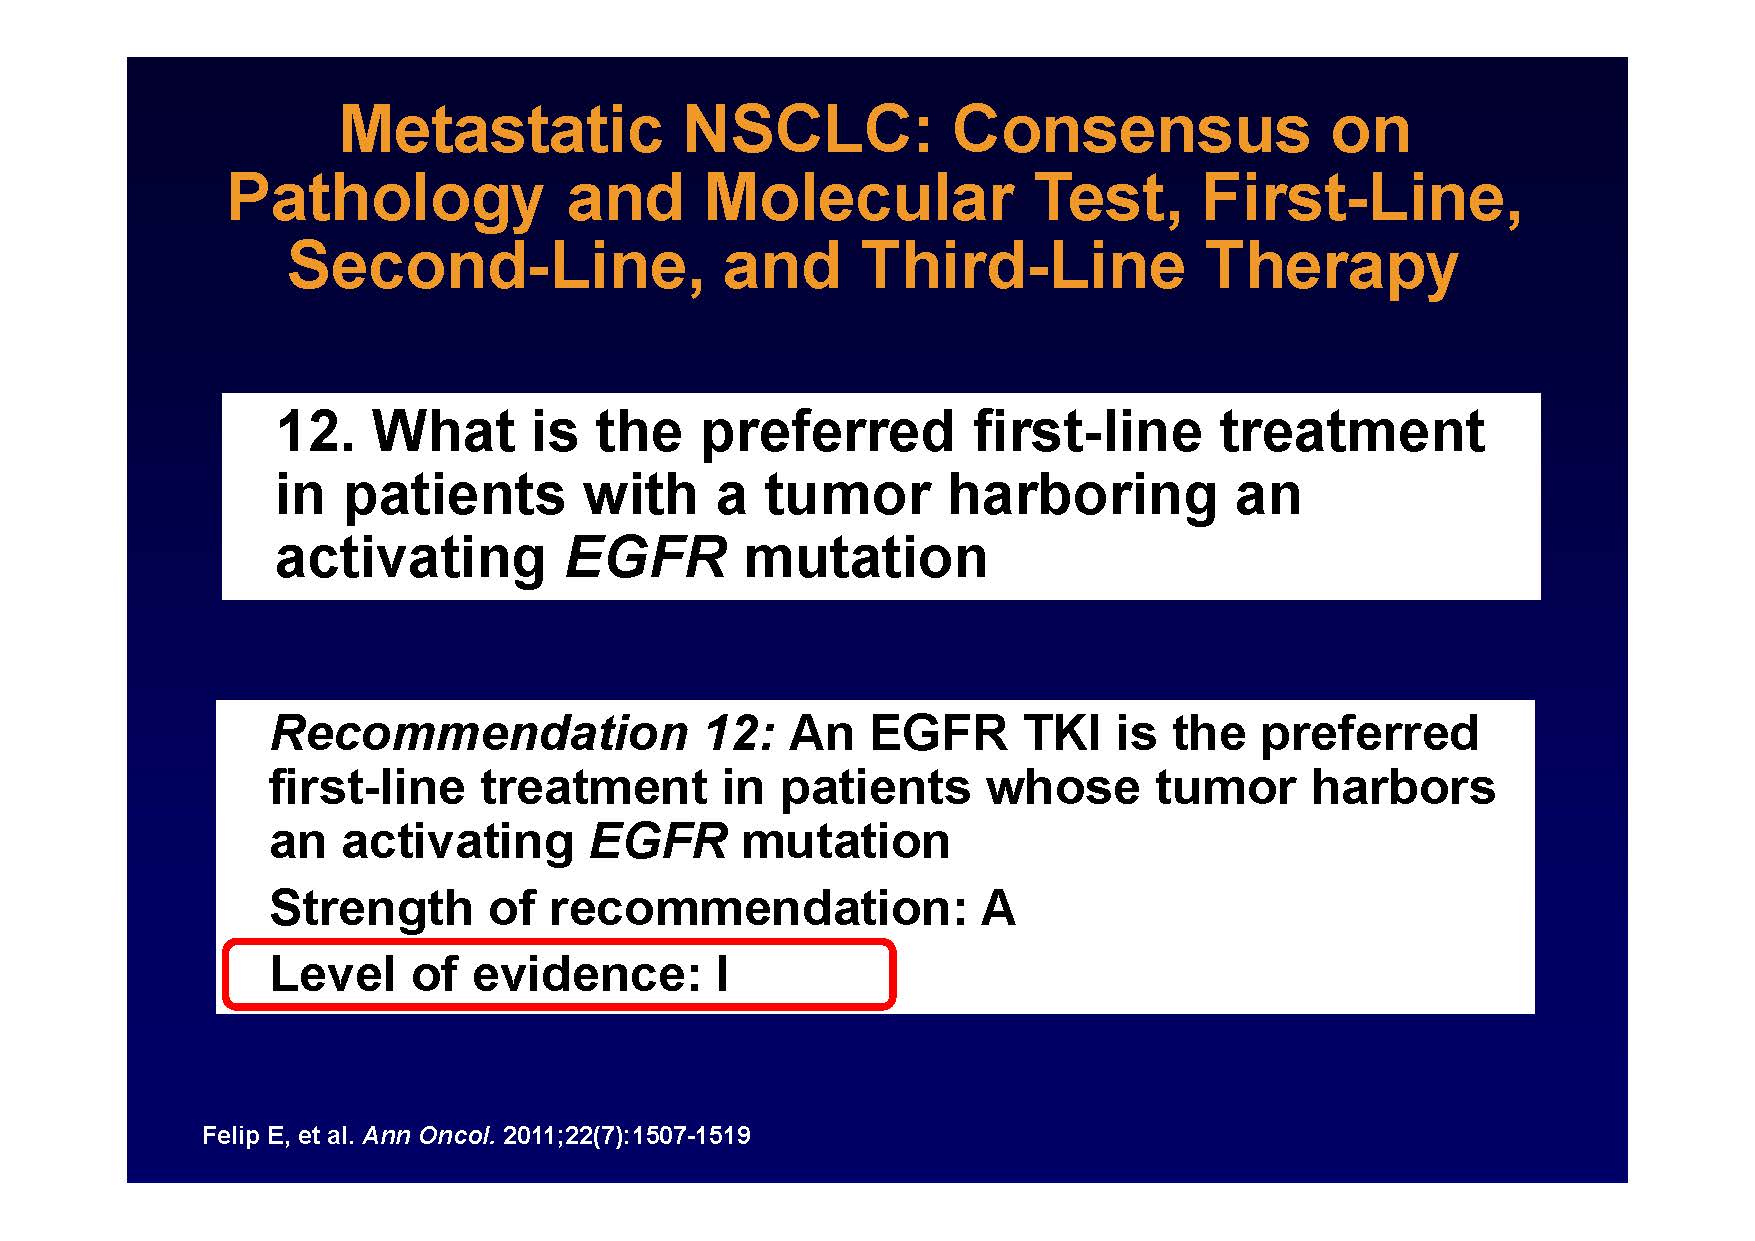 Metastatic NSCLC: Consensus on
Pathology and Molecular Test, First-Line,
Second-Line, and Third-Line Therapy
12. What is the preferred first-line treatment
in patients with a tumor harboring an
activating EGFR mutation
Recommendation 12: An EGFR TKI is the preferred
first-line treatment in patients whose tumor harbors
an activating EGFR mutation
Strength of recommendation: A
Level of evidence: I
Felip E, et al. Ann Oncol. 2011;22(7):1507-1519